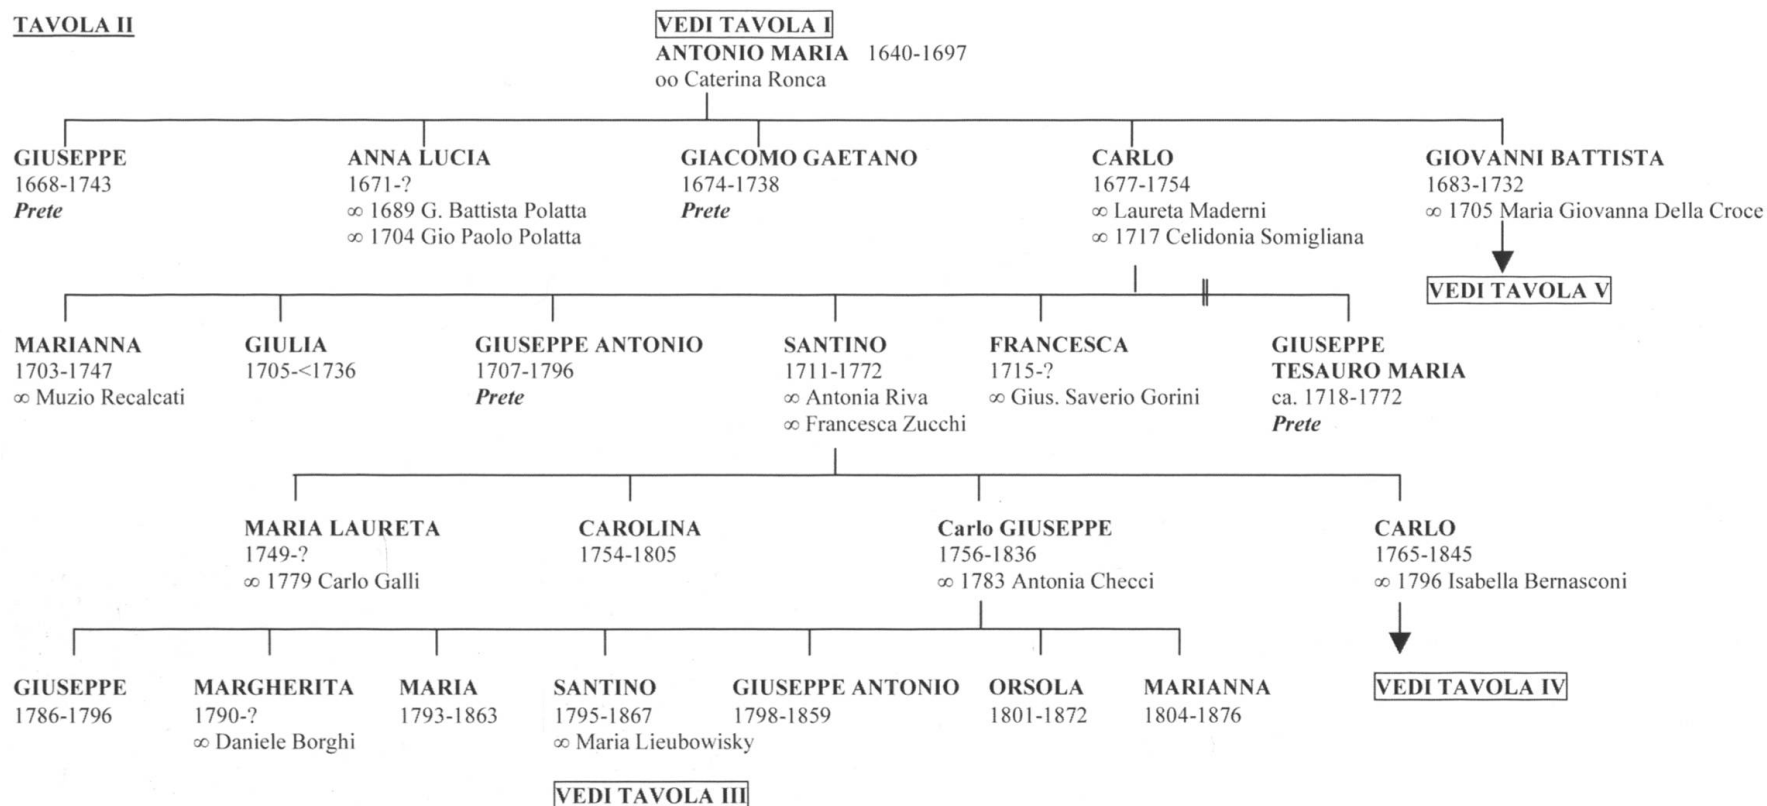 TAVOLA II
VEDI TAVOLA I
ANTONIO MARIA 1640-1697
oo Caterina Ronca
GIUSEPPE
1668-1743
Prete
ANNA LUCIA
1671-?
∞ 1689 G. Battista Polatta
∞ 1704 Gio Paolo Polatta
GIACOMO GAETANO
1674-1738
Prete
CARLO
1677-1754
∞ Laureta Maderni
∞ 1717 Celidonia Somigliana
GIOVANNI BATTISTA
1683-1732
∞ 1705 Maria Giovanna Della Croce
VEDI TAVOLA V
MARIANNA
1703-1747
∞ Muzio Recalcati
GIULIA
1705-<1736
GIUSEPPE ANTONIO
1707-1796
Prete
SANTINO
1711-1772
∞ Antonia Riva
∞ Francesca Zucchi
FRANCESCA
1715-?
∞ Gius. Saverio Gorini
GIUSEPPE
TESAURO MARIA
ca. 1718-1772
Prete
MARIA LAURETA
1749-?
∞ 1779 Carlo Galli
CAROLINA
1754-1805
Carlo GIUSEPPE
1756-1836
∞ 1783 Antonia Checci
CARLO
1765-1845
∞ 1796 Isabella Bernasconi
VEDI TAVOLA IV
GIUSEPPE
1786-1796
MARGHERITA
1790-?
∞ Daniele Borghi
MARIA
1793-1863
SANTINO
1795-1867
∞ Maria Lieubowisky
GIUSEPPE ANTONIO
1798-1859
ORSOLA
1801-1872
MARIANNA
1804-1876
VEDI TAVOLA III